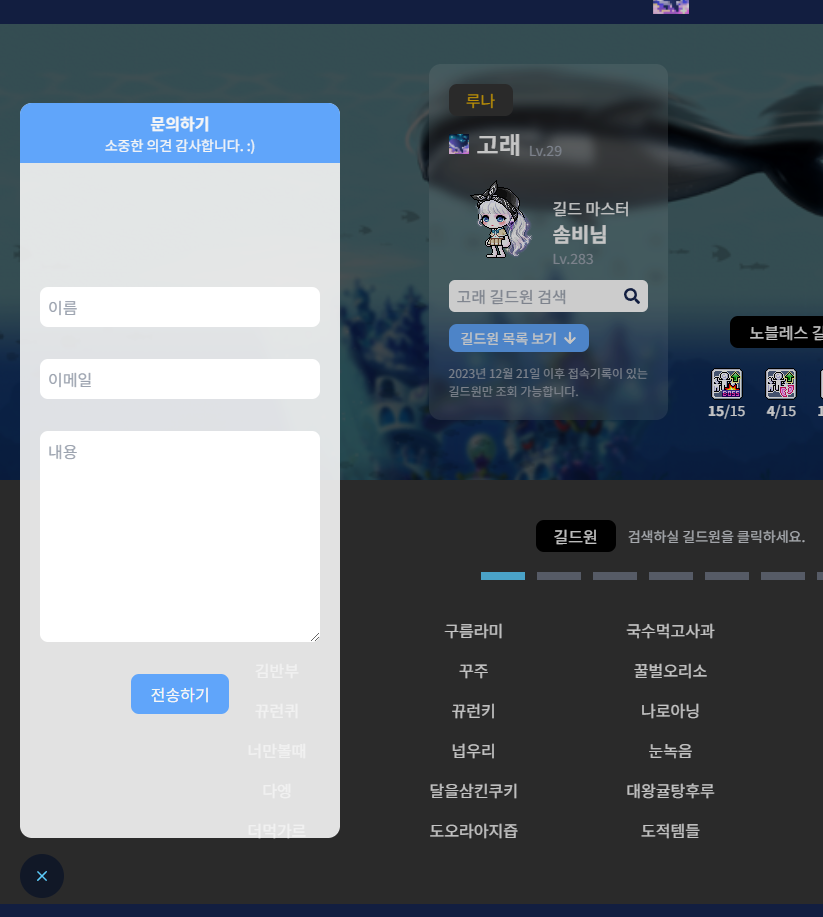 문의하기
소중한 의견 감사합니다. :)
이름
이메일
내용
전송하기
루나
고래 Lv.29
길드 마스터
솜비님
Lv.283
고래 길드원 검색
길드원 목록 보기
2023년 12월 21일 이후 접속기록이 있는
길드원만 조회 가능합니다.
노블레스 길
15/15 4/15 1
길드원 검색하실 길드원을 클릭하세요.
구름라미 국수먹고사과
김반부 꾸주 꿀벌오리소
뀨런퀴 뀨런키 나로아닝
너만볼때 넙우리 눈녹음
다엥 달을삼킨쿠키 대왕귤탕후루
더먹가르 도오라아지즙 도적템들